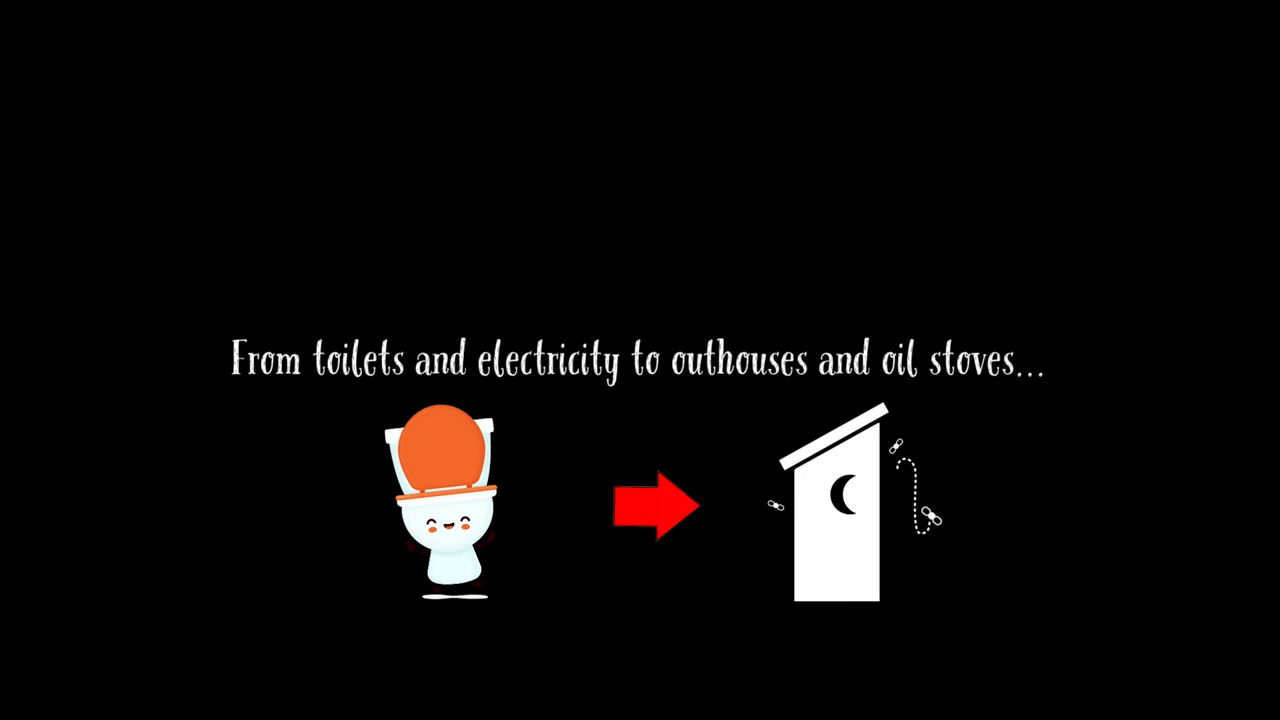 From toilets and electricity to outhouses and oil stoves...